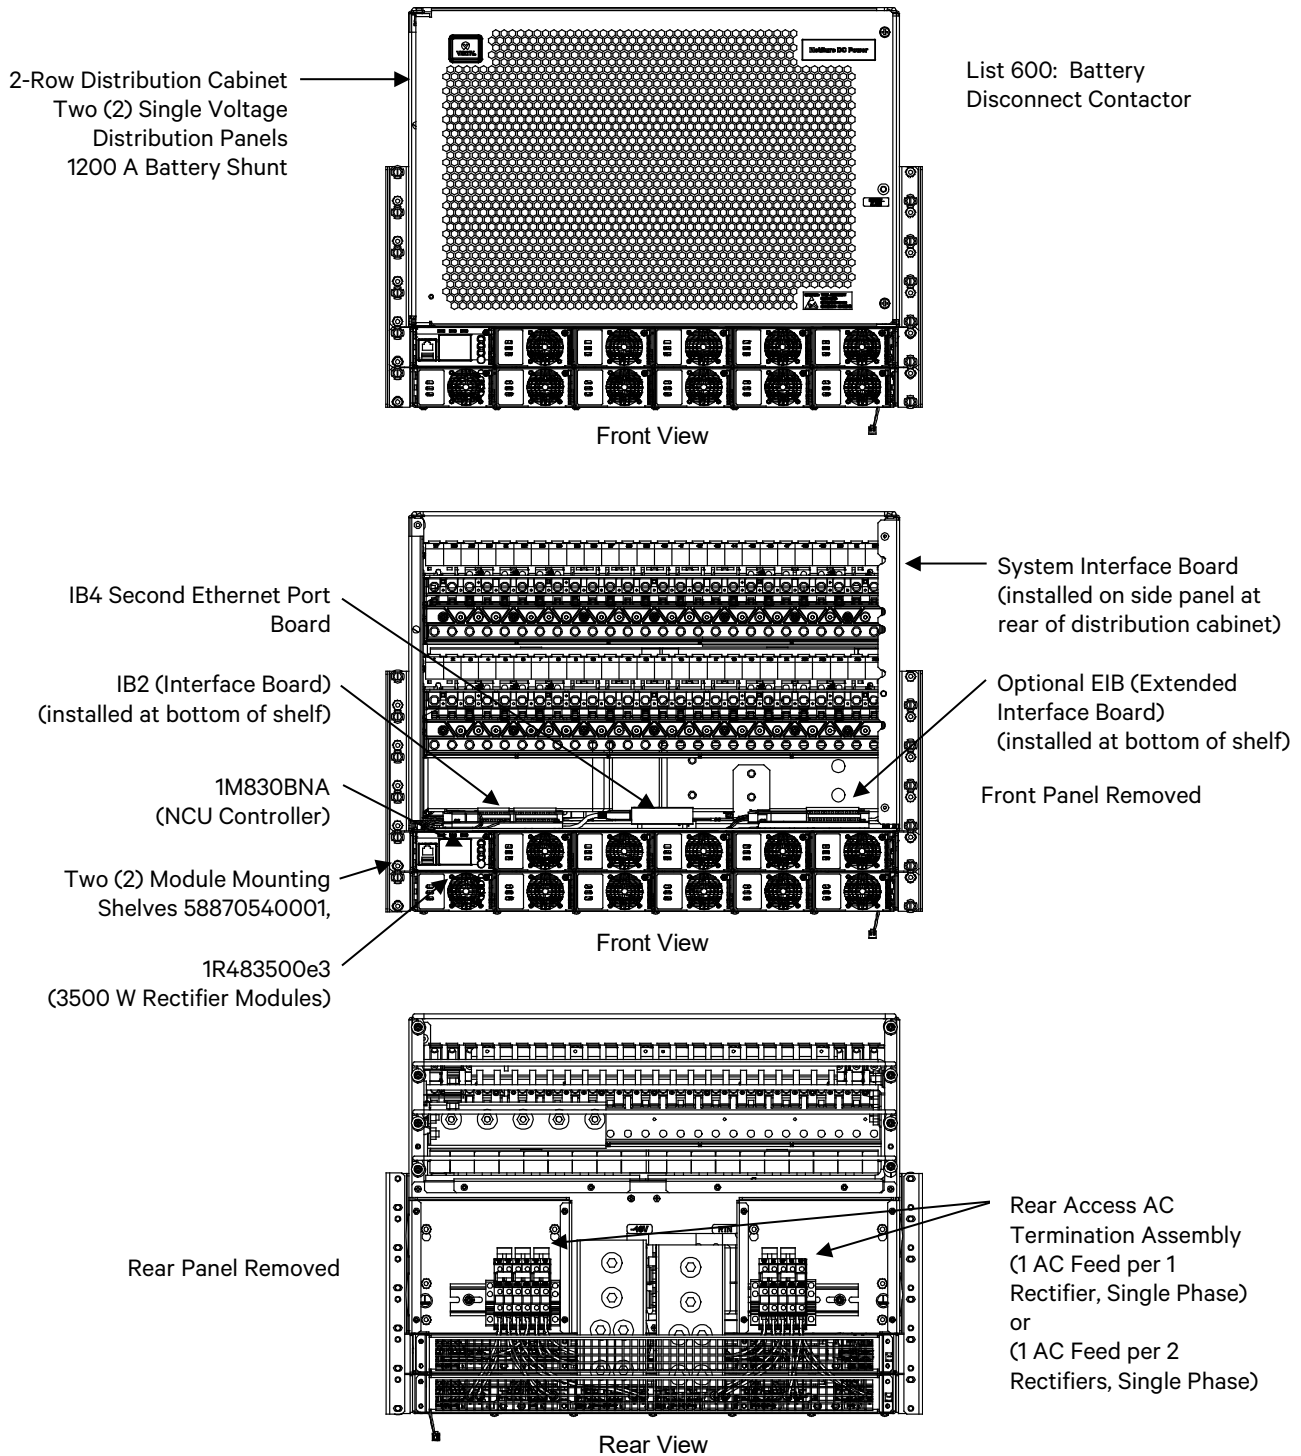 2-Row Distribution Cabinet
Two (2) Single Voltage
Distribution Panels
1200 A Battery Shunt
List 600: Battery
Disconnect Contactor
NetSure DC Power
Front View
IB4 Second Ethernet Port
Board
IB2 (Interface Board)
(installed at bottom of shelf)
1M830BNA
(NCU Controller)
Two (2) Module Mounting
Shelves 58870540001,
1R483500e3
(3500 W Rectifier Modules)
System Interface Board
(installed on side panel at
rear of distribution cabinet)
Optional EIB (Extended
Interface Board)
(installed at bottom of shelf)
Front Panel Removed
Front View
Rear Panel Removed
-48V
RTN
Rear Access AC
Termination Assembly
(1 AC Feed per 1
Rectifier, Single Phase)
or
(1 AC Feed per 2
Rectifiers, Single Phase)
Rear View